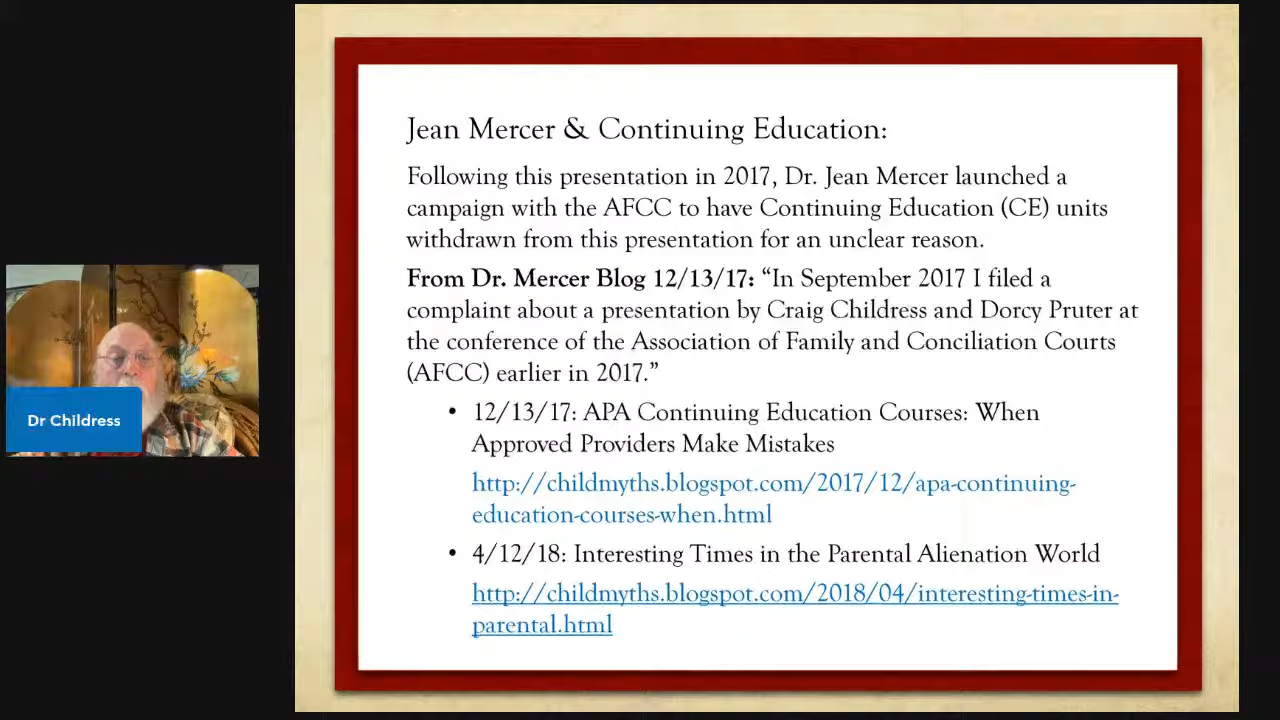 Jean Mercer & Continuing Education:
Following this presentation in 2017, Dr. Jean Mercer launched a
campaign with the AFCC to have Continuing Education (CE) units
withdrawn from this presentation for an unclear reason.
From Dr. Mercer Blog 12/13/17: “In September 2017 I filed a
complaint about a presentation by Craig Childress and Dorcy Pruter at
the conference of the Association of Family and Conciliation Courts
(AFCC) earlier in 2017.”
• 12/13/17: APA Continuing Education Courses: When
Approved Providers Make Mistakes
http://childmyths.blogspot.com/2017/12/apa-continuing-
education-courses-when.html
• 4/12/18: Interesting Times in the Parental Alienation World
http://childmyths.blogspot.com/2018/04/interesting-times-in-
parental.html
Dr Childress